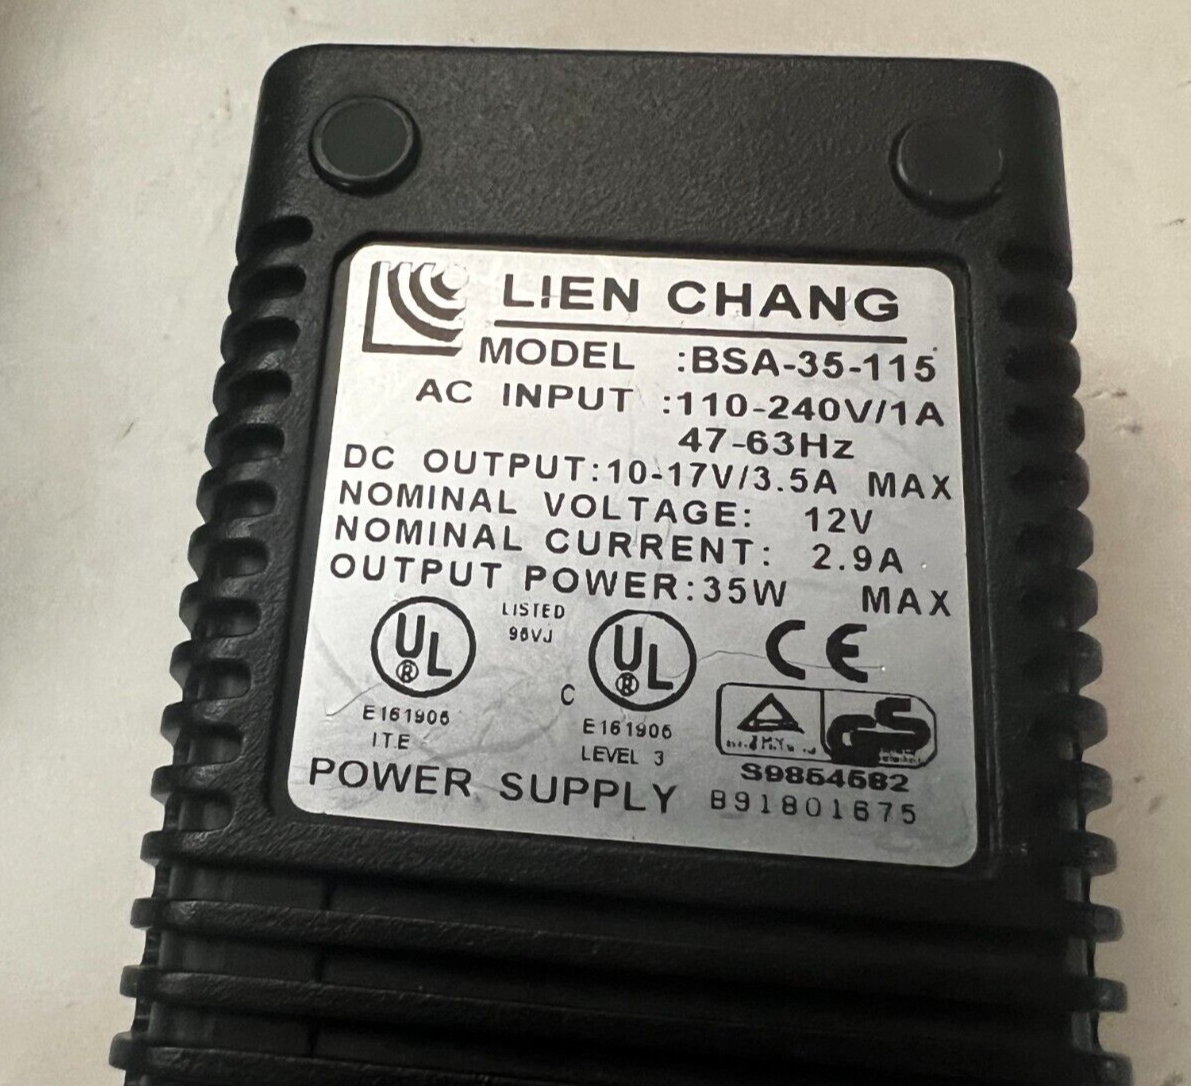 LIEN CHANG
MODEL :BSA-35-115
AC INPUT :110-240V/1A
47-63Hz
DC OUTPUT:10-17V/3.5A MAX
NOMINAL VOLTAGE: 12V
NOMINAL CURRENT: 2.9A
OUTPUT POWER:35W MAX
LISTED
96VJ
UL ®
C UL ®
CE
E161906
I.T.E
E161906
LEVEL 3
GS
S9864682
POWER SUPPLY B91801675